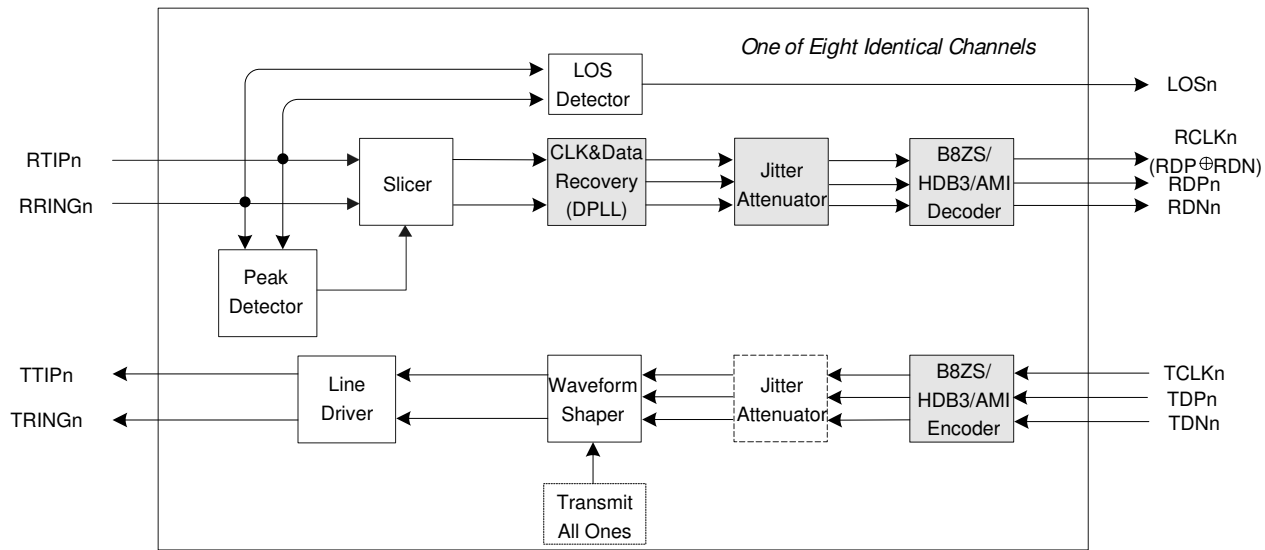 One of Eight Identical Channels
LOS
Detector
LOSn
RTIPn
RRINGn
Slicer
CLK&Data
Recovery
(DPLL)
Jitter
Attenuator
B8ZS/
HDB3/AMI
Decoder
RCLKn
(RDP⊕RDN)
RDPn
RDNn
Peak
Detector
TTIPn
TRINGn
Line
Driver
Waveform
Shaper
Jitter
Attenuator
B8ZS/
HDB3/AMI
Encoder
TCLKn
TDPn
TDNn
Transmit
All Ones